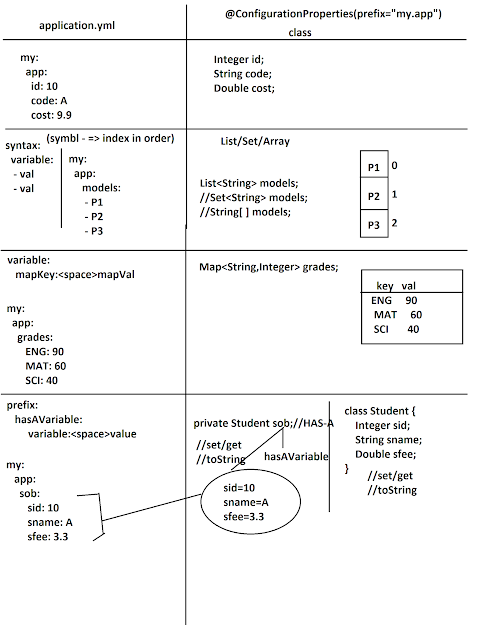 application.yml
@ConfigurationProperties(prefix="my.app")
class
my:
app:
id: 10
code: A
cost: 9.9
Integer id;
String code;
Double cost;
(symbl - => index in order)
syntax:
variable:
- val
- val
my:
app:
models:
- P1
- P2
- P3
List/Set/Array
List<String> models;
//Set<String> models;
//String[ ] models;
P1 0
P2 1
P3 2
variable:
mapKey:<space>mapVal
my:
app:
grades:
ENG: 90
MAT: 60
SCI: 40
Map<String,Integer> grades;
key val
ENG 90
MAT 60
SCI 40
prefix:
hasAVariable:
variable:<space>value
my:
app:
sob:
sid: 10
sname: A
sfee: 3.3
private Student sob;//HAS-A
//set/get
//toString
hasAVariable
sid=10
sname=A
sfee=3.3
class Student {
Integer sid;
String sname;
Double sfee;
}
//set/get
//toString